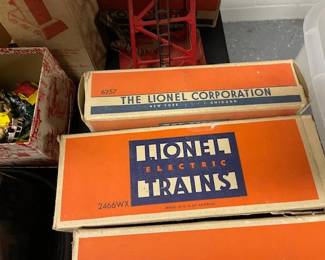 6257
THE LIONEL CORPORATION
NEW YORK CHICAGO
LIONEL
ELECTRIC
TRAINS
2466WX